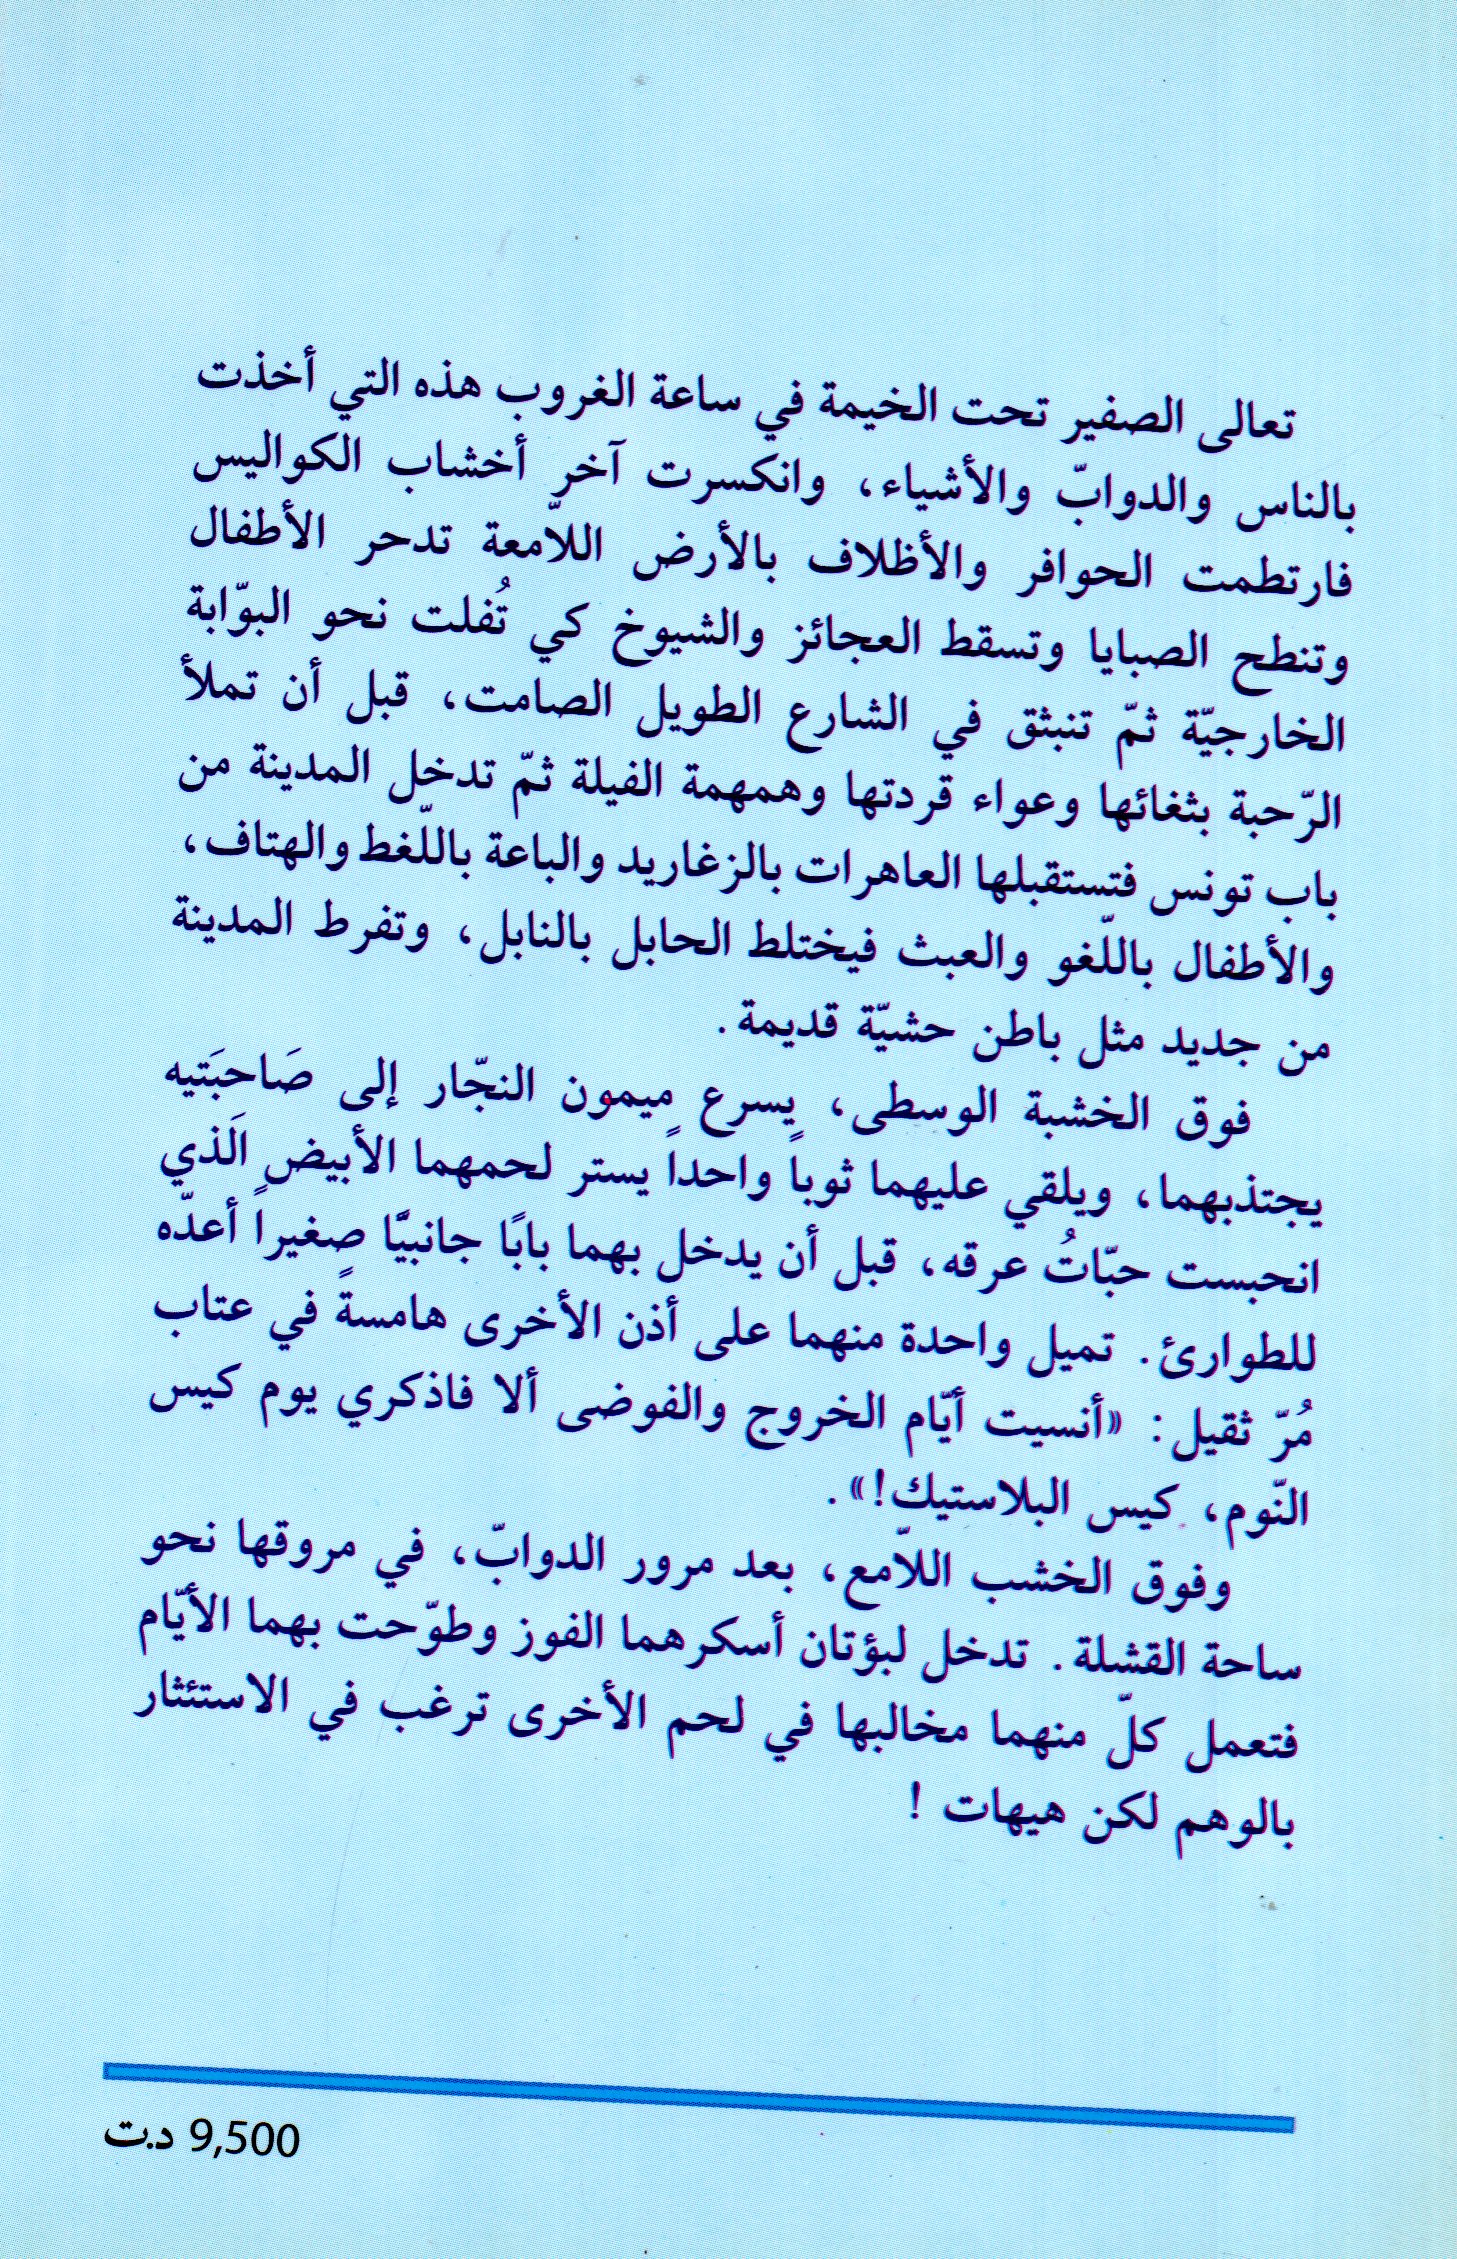 تعالى الصفير تحت الخيمة في ساعة الغروب هذه التي أخذت
بالناس والدوابّ والأشياء، وانكسرت آخر أخشاب الكواليس
فارتطمت الحوافر والأظلاف بالأرض اللاّمعة تدحر الأطفال
وتنطح الصبايا وتسقط العجائز والشيوخ كي تُفلت نحو البوّابة
الخارجيّة ثمّ تنبثق في الشارع الطويل الصامت، قبل أن تملأ
الرّحبة بثغائها وعواء قردتها وهمهمة الفيلة ثمّ تدخل المدينة من
باب تونس فتستقبلها العاهرات بالزغاريد والباعة باللّغط والهتاف،
والأطفال باللّغو والعبث فيختلط الحابل بالنابل، وتفرط المدينة
من جديد مثل باطن حشيّة قديمة.
فوق الخشبة الوسطى، يسرع ميمون النجّار إلى صَاحبَتيه
يجتذبهما، ويلقي عليهما ثوباً واحداً يستر لحمهما الأبيض الَذي
انحبست حبّاتُ عرقه، قبل أن يدخل بهما بابًا جانبيًّا صغيراً أعدّه
للطوارئ. تميل واحدة منهما على أذن الأخرى هامسةً في عتاب
مُرّ ثقيل: «أنسيت أيّام الخروج والفوضى ألا فاذكري يوم كيس
النّوم، كيس البلاستيك!».
وفوق الخشب اللاّمع، بعد مرور الدوابّ، في مروقها نحو
ساحة القشلة. تدخل لبؤتان أسكرهما الفوز وطوّحت بهما الأيّام
فتعمل كلّ منهما مخالبها في لحم الأخرى ترغب في الاستئثار
بالوهم لكن هيهات !
9,500 د.ت